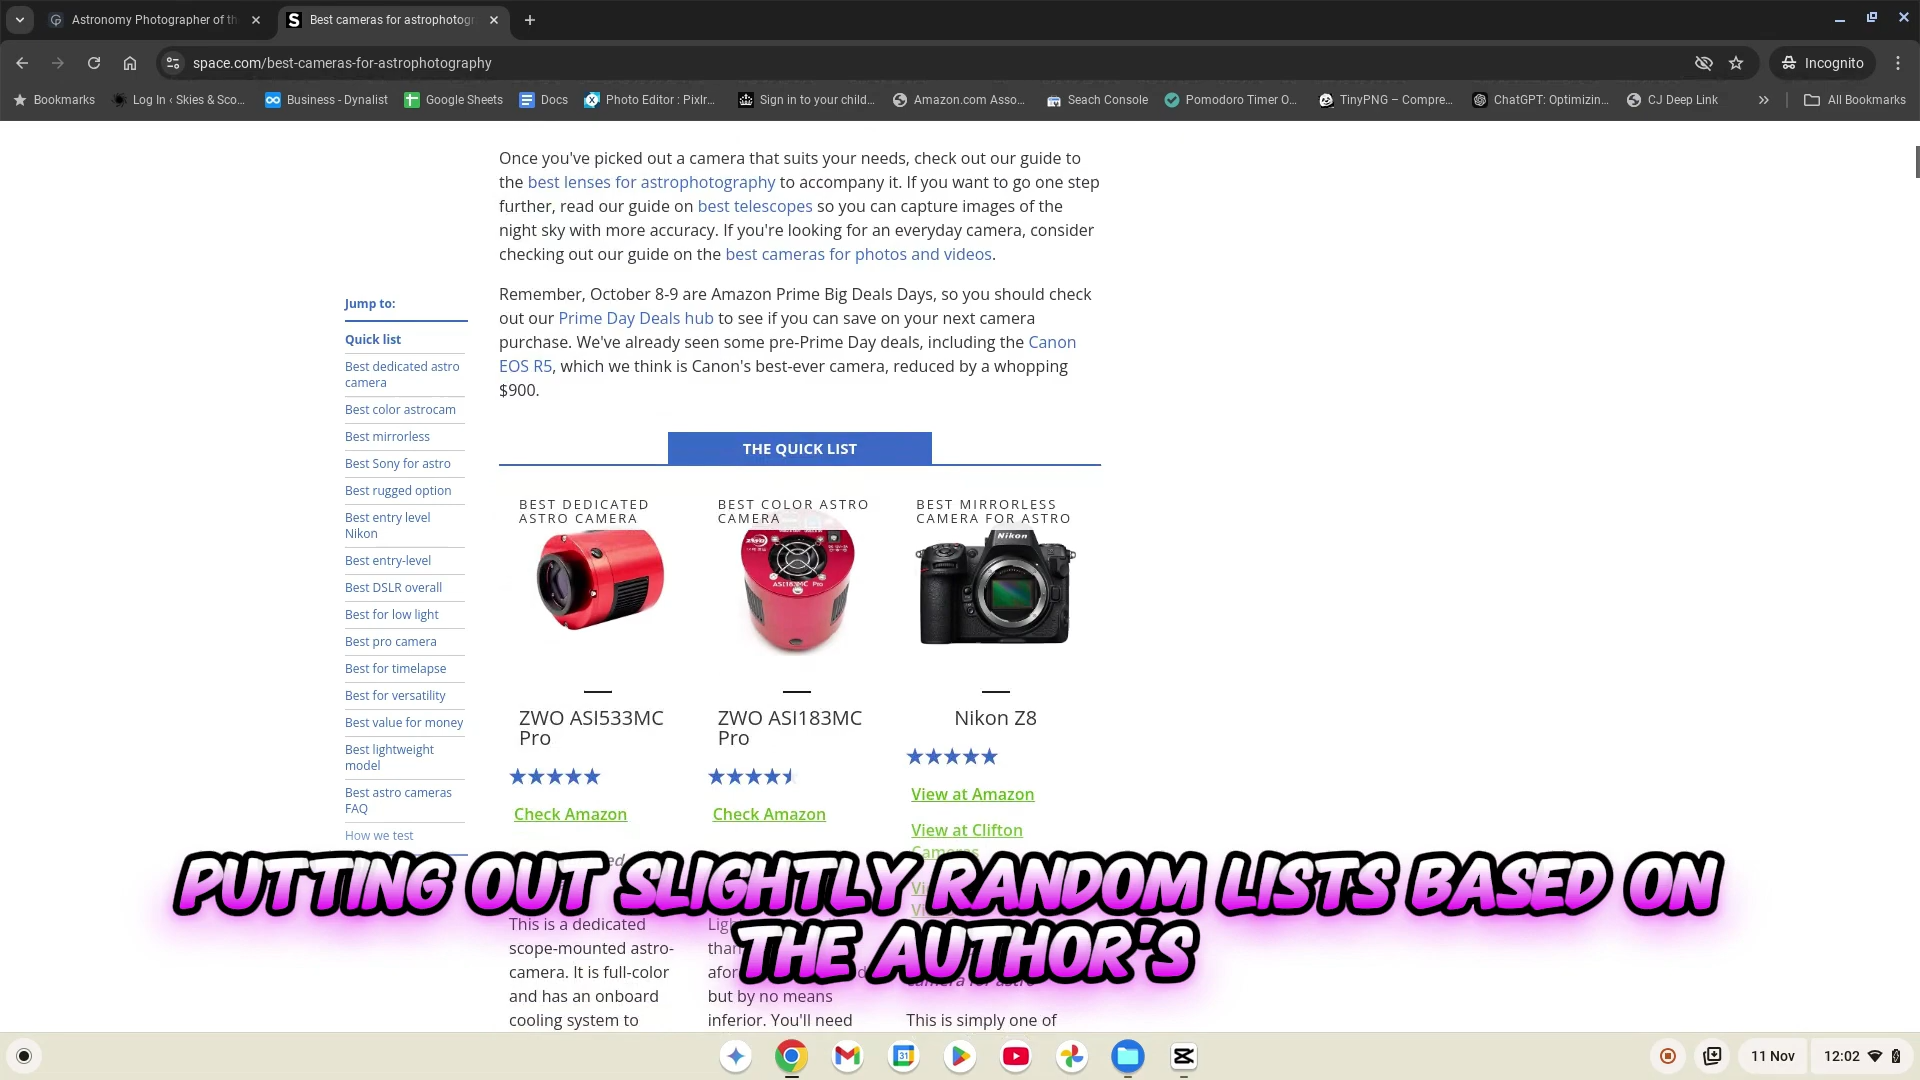 Astronomy Photographer of th
Best cameras for astrophotogr
space.com/best-cameras-for-astrophotography
Incognito
Bookmarks
Log In ‹ Skies & Sco...
Business - Dynalist
Google Sheets
Docs
Photo Editor : Pixlr...
Sign in to your child...
Amazon.com Asso...
Seach Console
Pomodoro Timer O...
TinyPNG – Compre...
ChatGPT: Optimizin...
CJ Deep Link
All Bookmarks
Once you've picked out a camera that suits your needs, check out our guide to
the best lenses for astrophotography to accompany it. If you want to go one step
further, read our guide on best telescopes so you can capture images of the
night sky with more accuracy. If you're looking for an everyday camera, consider
checking out our guide on the best cameras for photos and videos.
Remember, October 8-9 are Amazon Prime Big Deals Days, so you should check
out our Prime Day Deals hub to see if you can save on your next camera
purchase. We've already seen some pre-Prime Day deals, including the Canon
EOS R5, which we think is Canon's best-ever camera, reduced by a whopping
$900.
Jump to:
Quick list
Best dedicated astro
camera
Best color astrocam
Best mirrorless
Best Sony for astro
Best rugged option
Best entry level
Nikon
Best entry-level
Best DSLR overall
Best for low light
Best pro camera
Best for timelapse
Best for versatility
Best value for money
Best lightweight
model
Best astro cameras
FAQ
How we test
THE QUICK LIST
BEST DEDICATED
ASTRO CAMERA
ZWO ASI533MC
Pro
Check Amazon
This is a dedicated
scope-mounted astro-
camera. It is full-color
and has an onboard
cooling system to
BEST COLOR ASTRO
CAMERA
ASI183MC Pro
ZWO ASI183MC
Pro
Check Amazon
but by no means
inferior. You'll need
BEST MIRRORLESS
CAMERA FOR ASTRO
Nikon
Nikon Z8
View at Amazon
View at Clifton
Cameras
camera for astro
This is simply one of
PUTTING OUT SLIGHTLY RANDOM LISTS BASED ON
THE AUTHOR'S
31
11 Nov
12:02